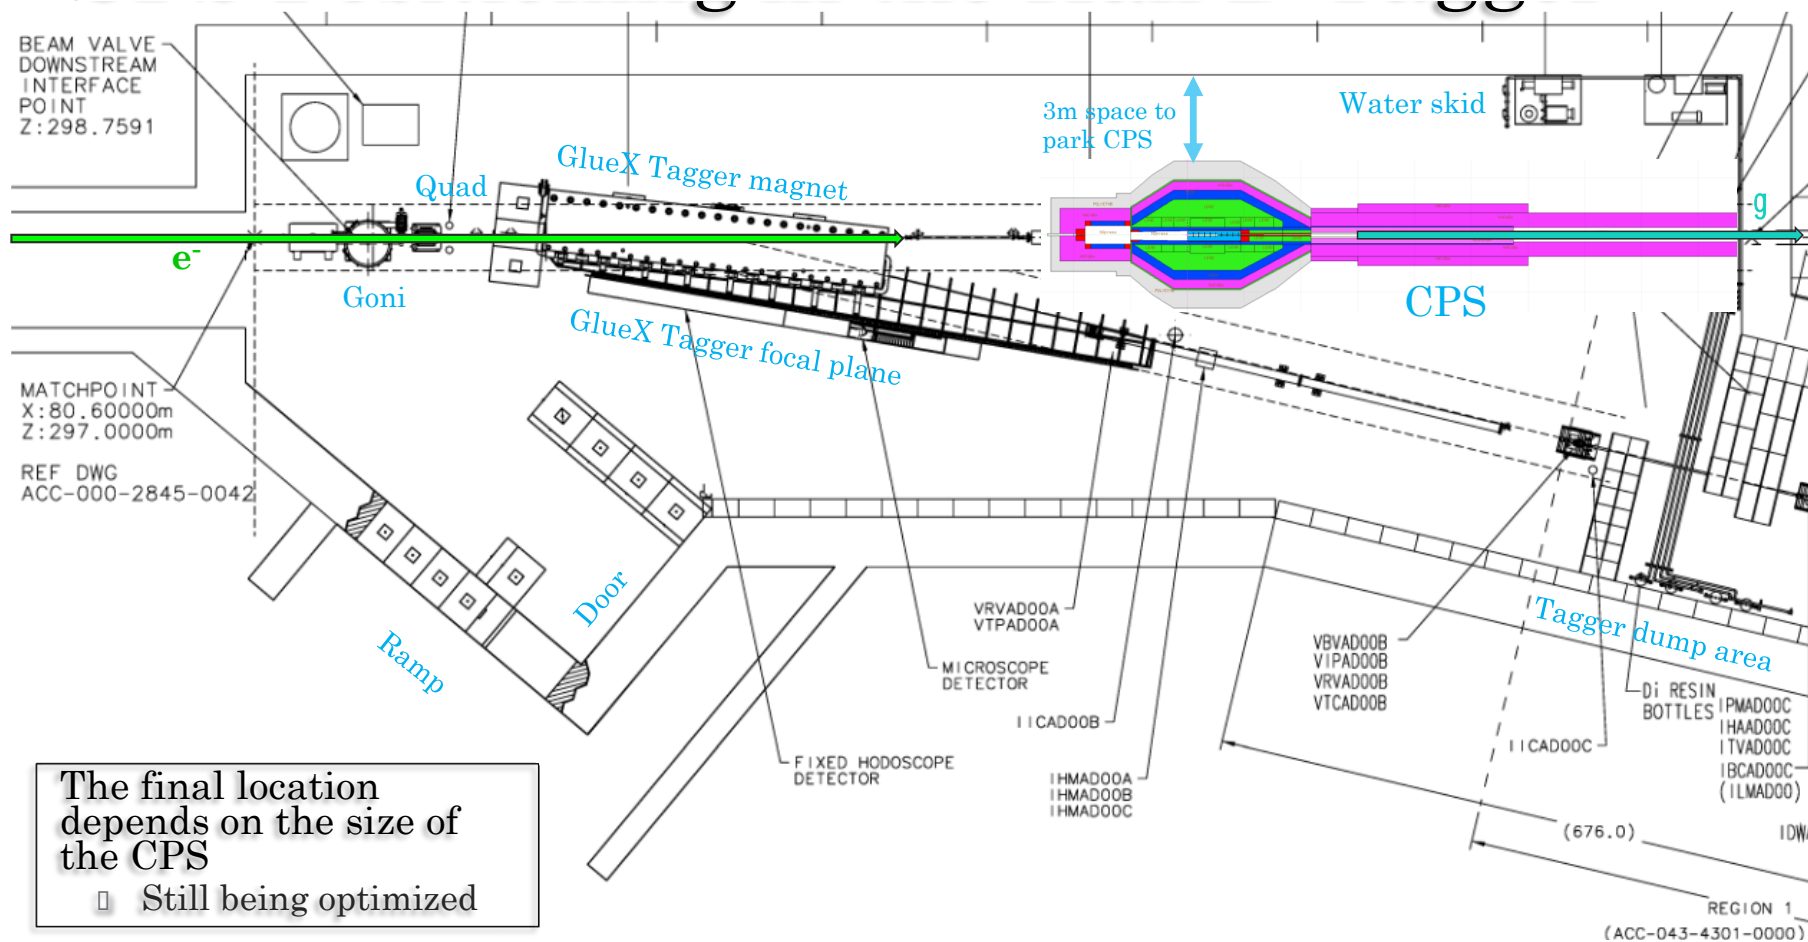 BEAM VALVE
DOWNSTREAM
INTERFACE
POINT
Z:298.7591
GlueX Tagger magnet
Quad
3m space to
park CPS
Water skid
g
e-
Goni
GlueX Tagger focal plane
CPS
MATCHPOINT
X:80.60000m
Z:297.0000m
REF DWG
ACC-000-2845-0042
Door
Ramp
VRVAD00A
VTPAD00A
MICROSCOPE
DETECTOR
IICAD00B
FIXED HODOSCOPE
DETECTOR
IHMAD00A
IHMAD00B
IHMAD00C
VBVAD00B
VIPAD00B
VRVAD00B
VTCAD00B
Tagger dump area
IICAD00C
Di RESIN
BOTTLES
IPMAD00C
IHAAD00C
ITVAD00C
IBCAD00C
(ILMAD00)
(676.0)
REGION 1
(ACC-043-4301-0000)
The final location
depends on the size of
the CPS
Still being optimized